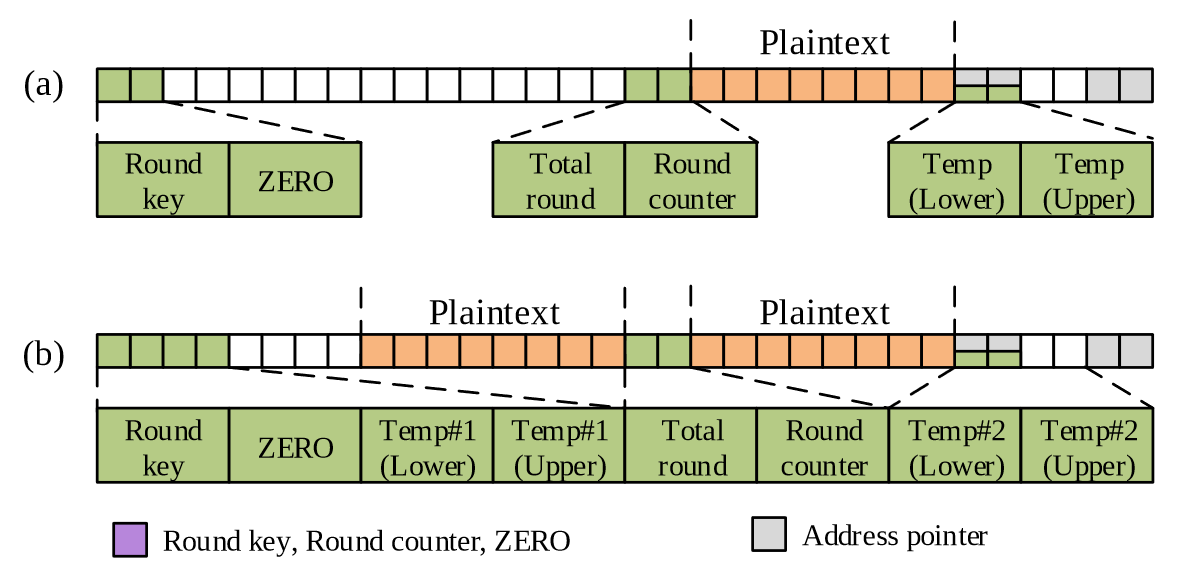 Plaintext
(a)
Round key
ZERO
Total round
Round counter
Temp (Lower)
Temp (Upper)
Plaintext
Plaintext
(b)
Round key
ZERO
Temp#1 (Lower)
Temp#1 (Upper)
Total round
Round counter
Temp#2 (Lower)
Temp#2 (Upper)
Round key, Round counter, ZERO
Address pointer